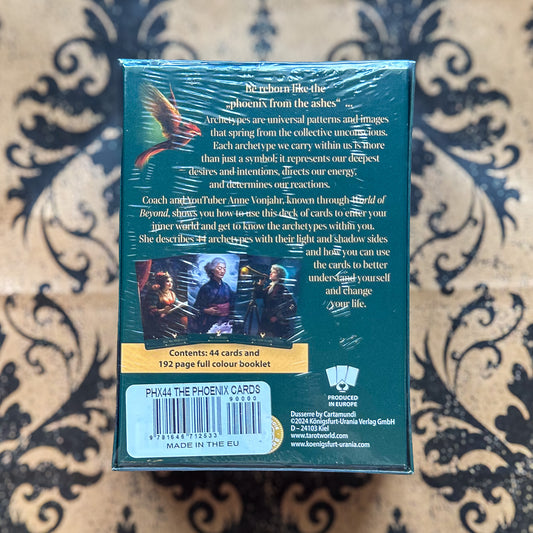 Be reborn like the
„phoenix from the ashes“ ...
Archetypes are universal patterns and images
that spring from the collective unconscious.
Each archetype we carry within us is more
than just a symbol; it represents our deepest
desires and intentions, directs our energy,
and determines our reactions.
Coach and YouTuber Anne Vonjahr, known through World of
Beyond, shows you how to use this deck of cards to enter your
inner world and get to know the archetypes within you.
She describes 44 archetypes with their light and shadow sides
and how you can use
the cards to better
understand yourself
and change
your life.
Contents: 44 cards and
192 page full colour booklet
PHX44 THE PHOENIX CARDS
90000
9 781646 712533
MADE IN THE EU
PRODUCED
IN EUROPE
Dusserre by Cartamundi
©2024 Königsfurt-Urania Verlag GmbH
D – 24103 Kiel
www.tarotworld.com
www.koenigsfurt-urania.com